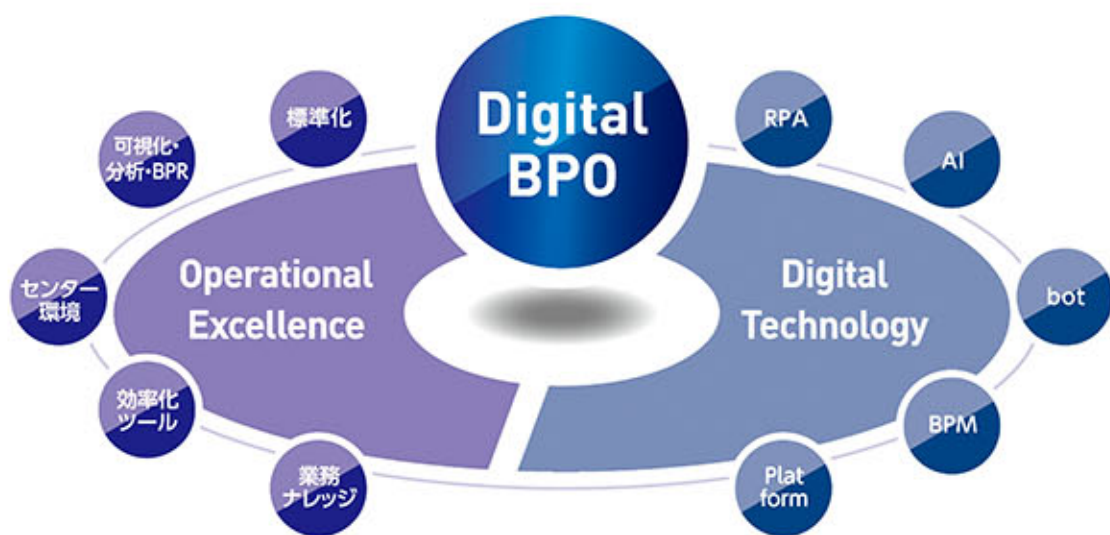 Digital
BPO
標準化
可視化・
分析・BPR
センター
環境
効率化
ツール
業務
ナレッジ
Operational
Excellence
Digital
Technology
RPA
AI
bot
BPM
Plat
form